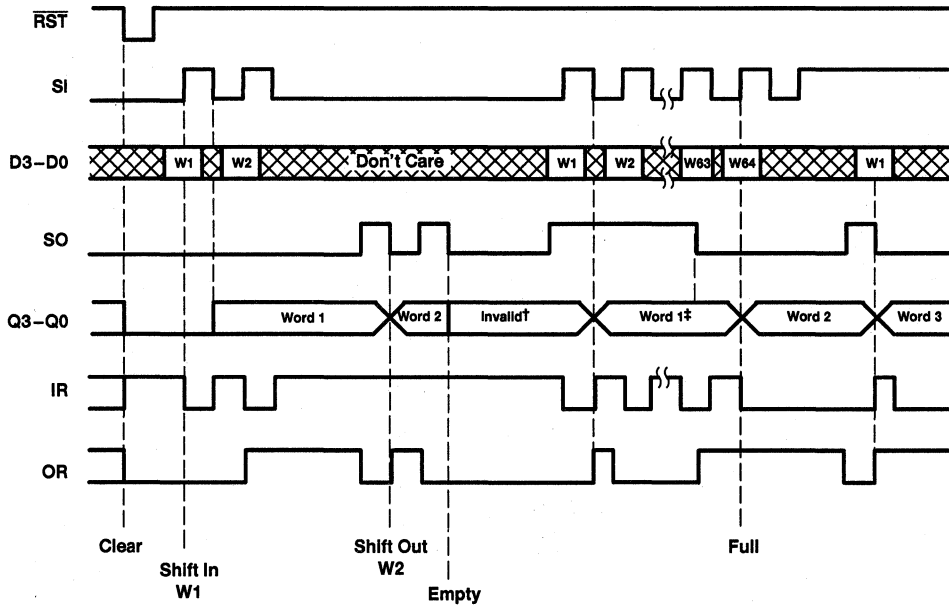 RST
SI
D3–D0 W1 W2 Don't Care W1 W2 W63 W64 W1
SO
Q3–Q0 Word 1 Word 2 Invalid† Word 1‡ Word 2 Word 3
IR
OR
Clear
Shift In
W1
Shift Out
W2
Empty
Full